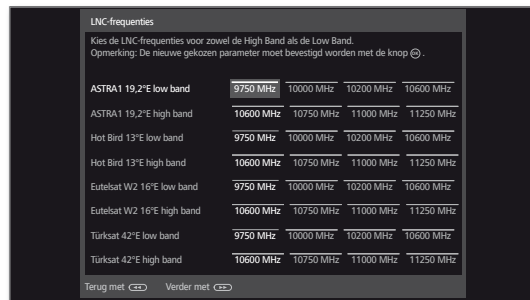 LNC-frequenties
Kies de LNC-frequenties voor zowel de High Band als de Low Band.
Opmerking: De nieuwe gekozen parameter moet bevestigd worden met de knop OK.
ASTRA1 19,2°E low band 9750 MHz 10000 MHz 10200 MHz 10600 MHz
ASTRA1 19,2°E high band 10600 MHz 10750 MHz 11000 MHz 11250 MHz
Hot Bird 13°E low band 9750 MHz 10000 MHz 10200 MHz 10600 MHz
Hot Bird 13°E high band 10600 MHz 10750 MHz 11000 MHz 11250 MHz
Eutelsat W2 16°E low band 9750 MHz 10000 MHz 10200 MHz 10600 MHz
Eutelsat W2 16°E high band 10600 MHz 10750 MHz 11000 MHz 11250 MHz
Türksat 42°E low band 9750 MHz 10000 MHz 10200 MHz 10600 MHz
Türksat 42°E high band 10600 MHz 10750 MHz 11000 MHz 11250 MHz
Terug met Verder met